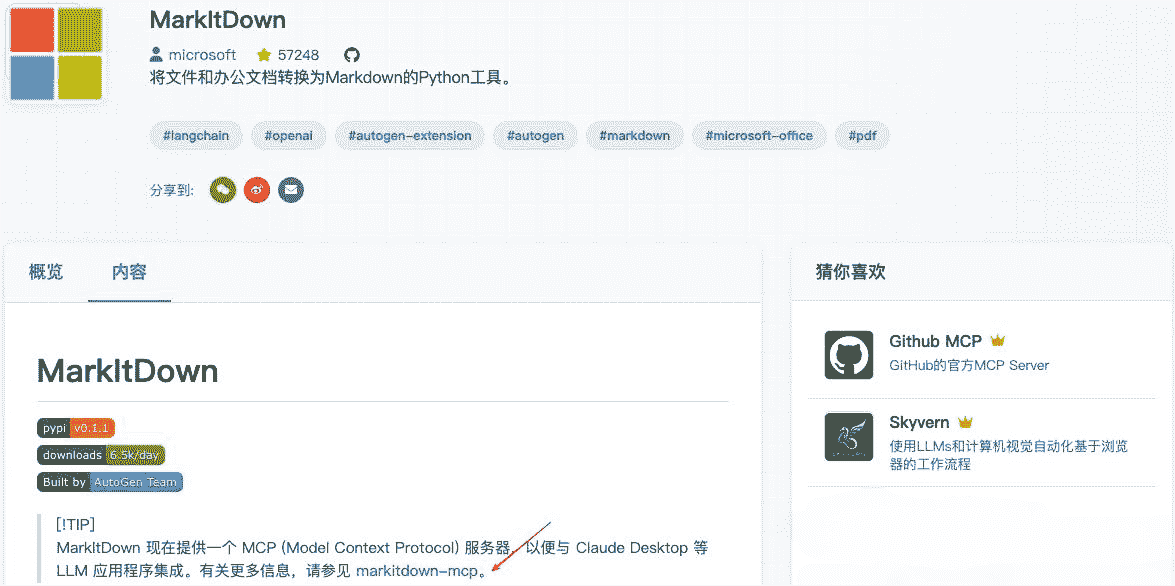 MarkItDown
microsoft 57248
将文件和办公文档转换为Markdown的Python工具。
#langchain #openai #autogen-extension #autogen #markdown #microsoft-office #pdf
分享到:
概览 内容
MarkItDown
pypi v0.1.1
downloads 6.5k/day
Built by AutoGen Team
[!TIP]
MarkItDown 现在提供一个 MCP (Model Context Protocol) 服务器，以便与 Claude Desktop 等
LLM 应用程序集成。有关更多信息，请参见 markitdown-mcp。
猜你喜欢
Github MCP
GitHub的官方MCP Server
Skyvern
使用LLMs和计算机视觉自动化基于浏览
器的工作流程